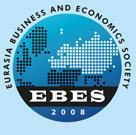 EURASIA BUSINESS AND ECONOMICS SOCIETY
EBES
2008